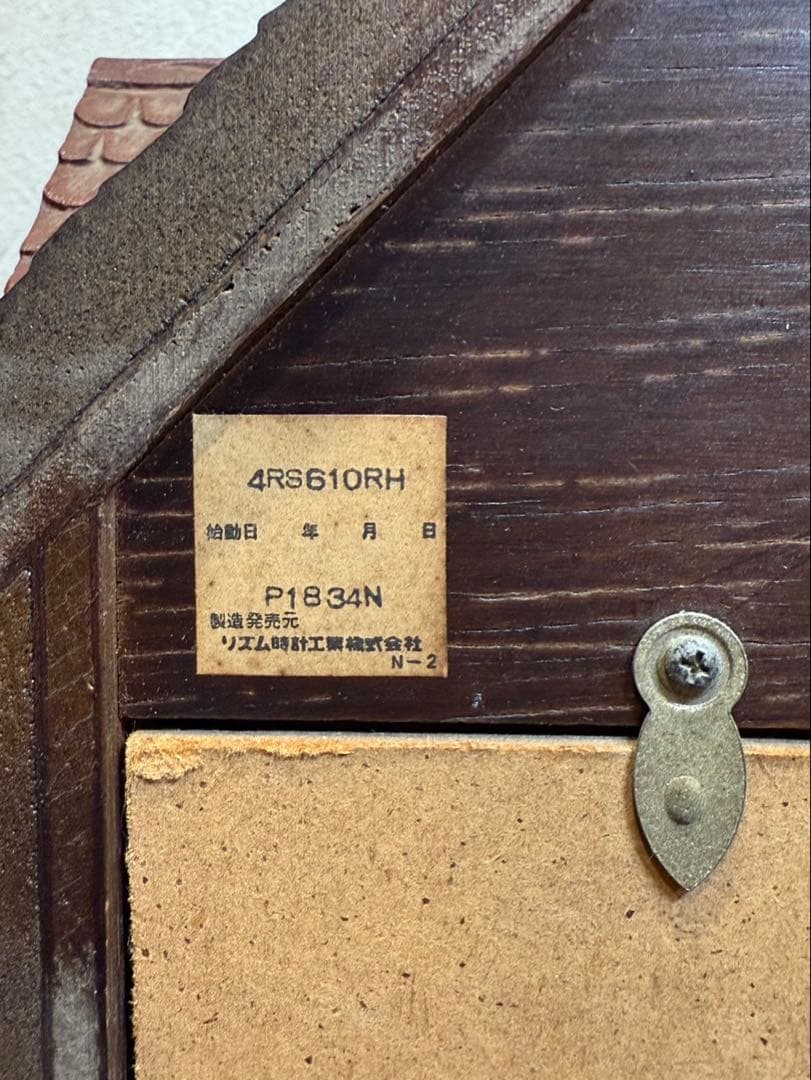 4RS610RH
始動日 年 月 日
P1834N
製造発売元
リズム時計工業株式会社
N-2